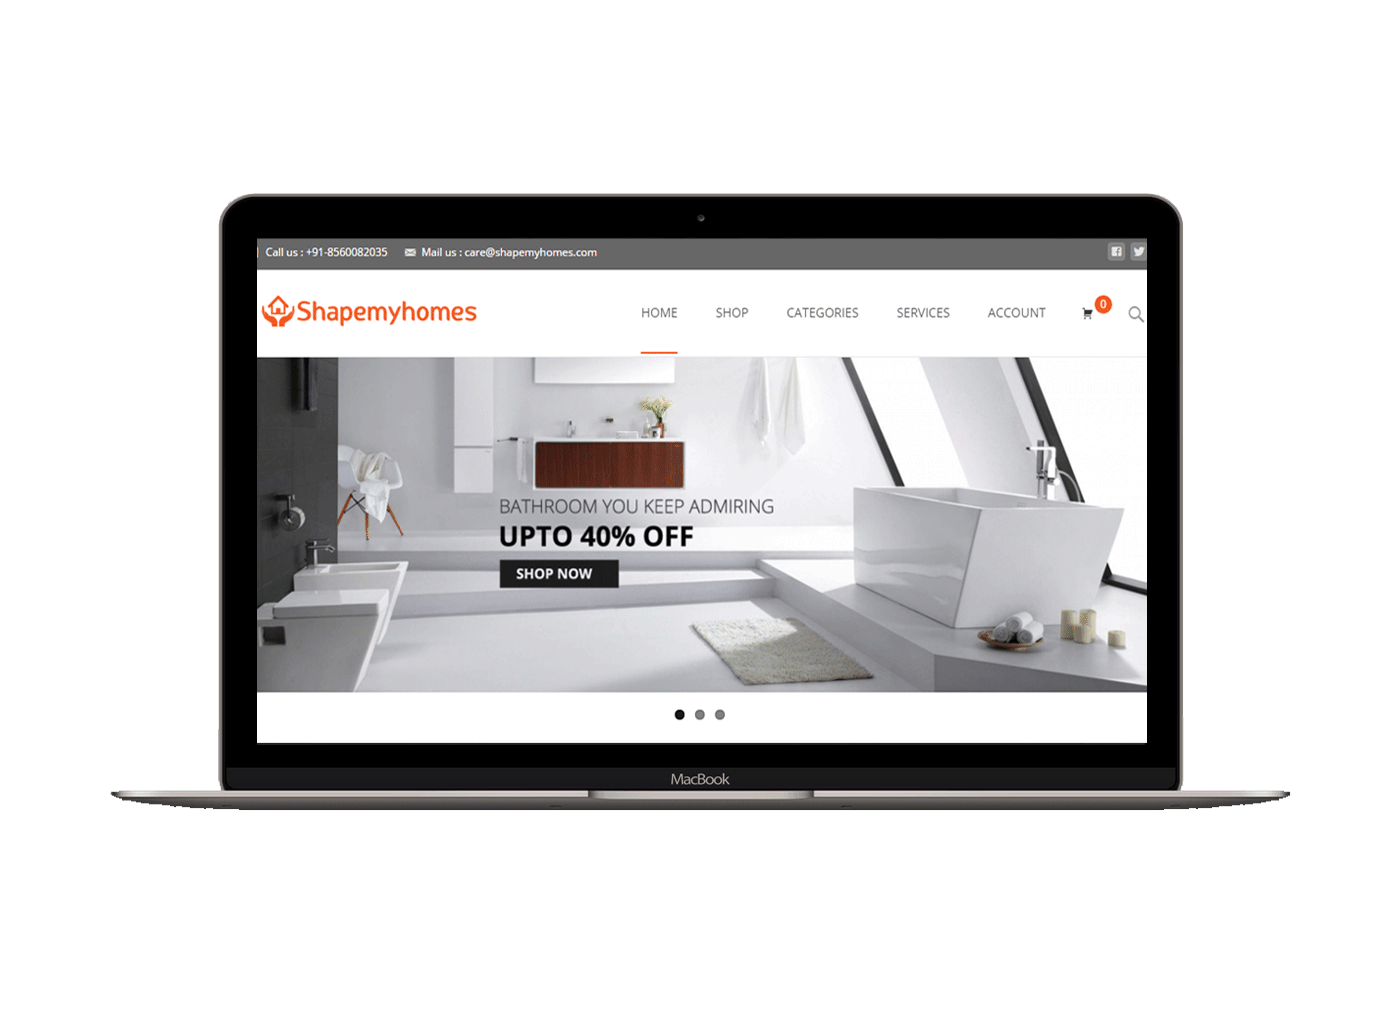 Call us : +91-8560082035 Mail us : care@shapemyhomes.com
Shapemyhomes HOME SHOP CATEGORIES SERVICES ACCOUNT 0
BATHROOM YOU KEEP ADMIRING
UPTO 40% OFF
SHOP NOW
MacBook